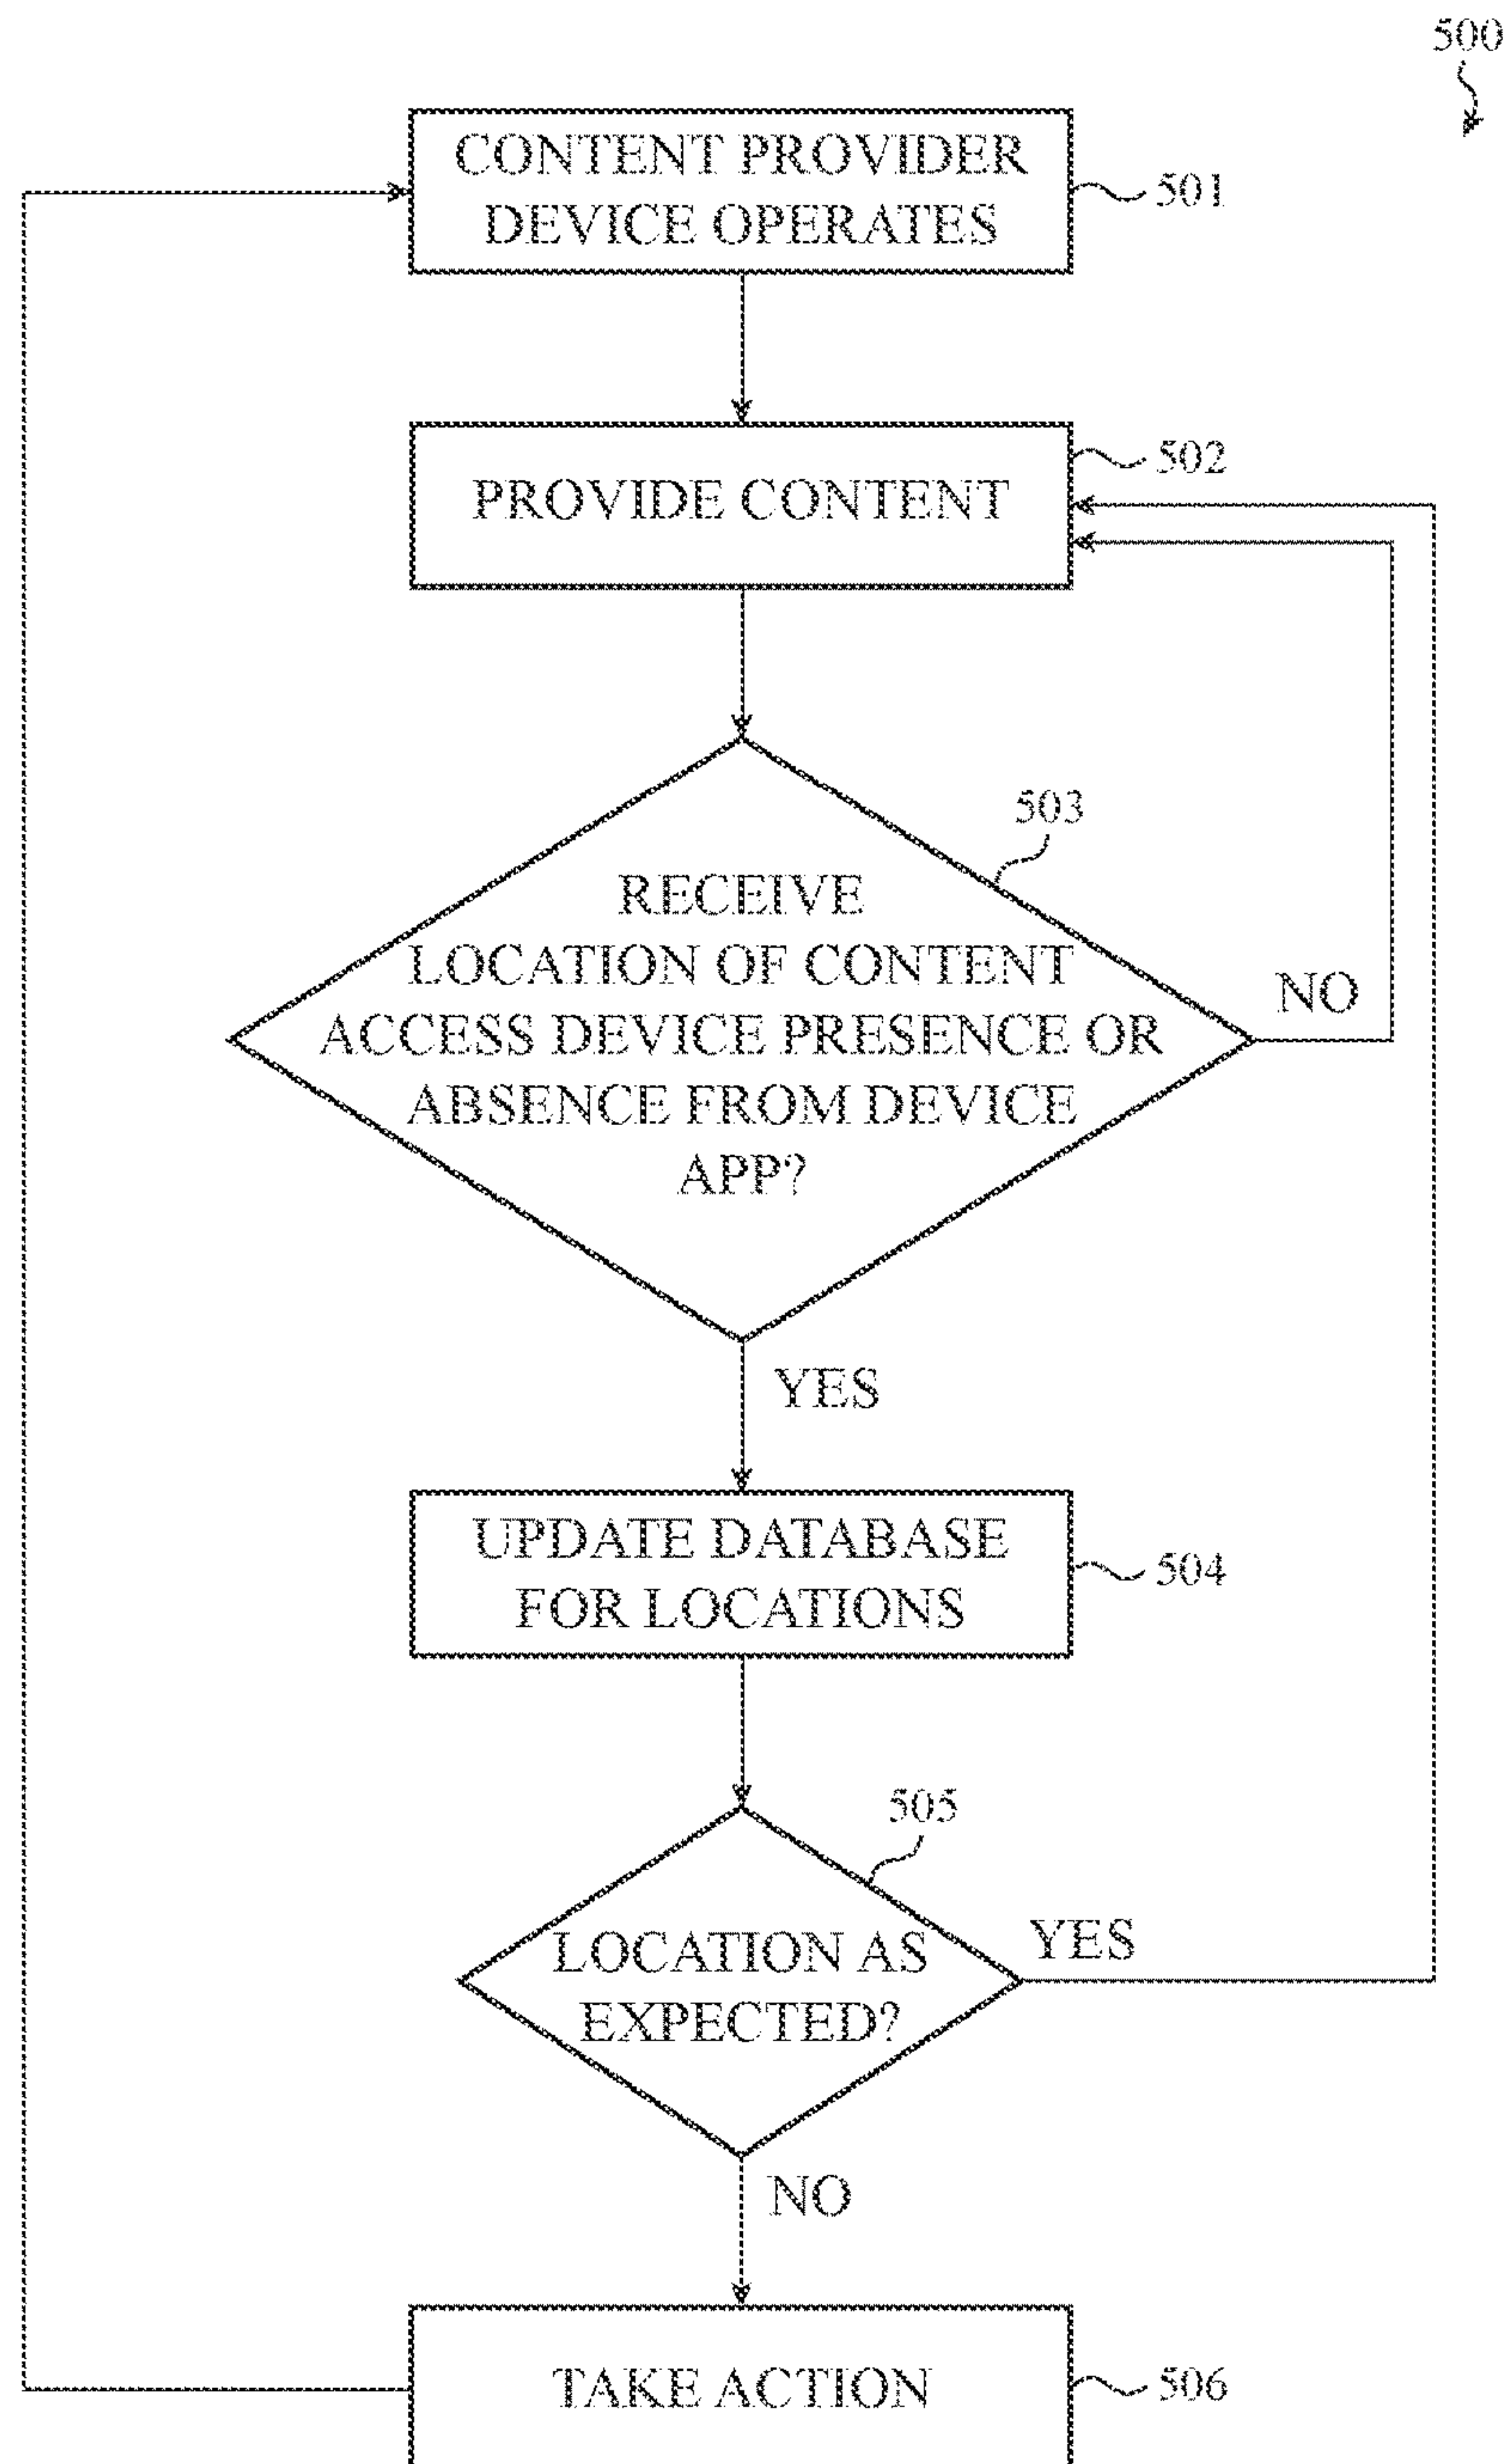 500
CONTENT PROVIDER
DEVICE OPERATES
501
PROVIDE CONTENT
502
503
RECEIVE
LOCATION OF CONTENT
ACCESS DEVICE PRESENCE OR
ABSENCE FROM DEVICE
APP?
NO
YES
UPDATE DATABASE
FOR LOCATIONS
504
505
LOCATION AS
EXPECTED?
YES
NO
TAKE ACTION
506